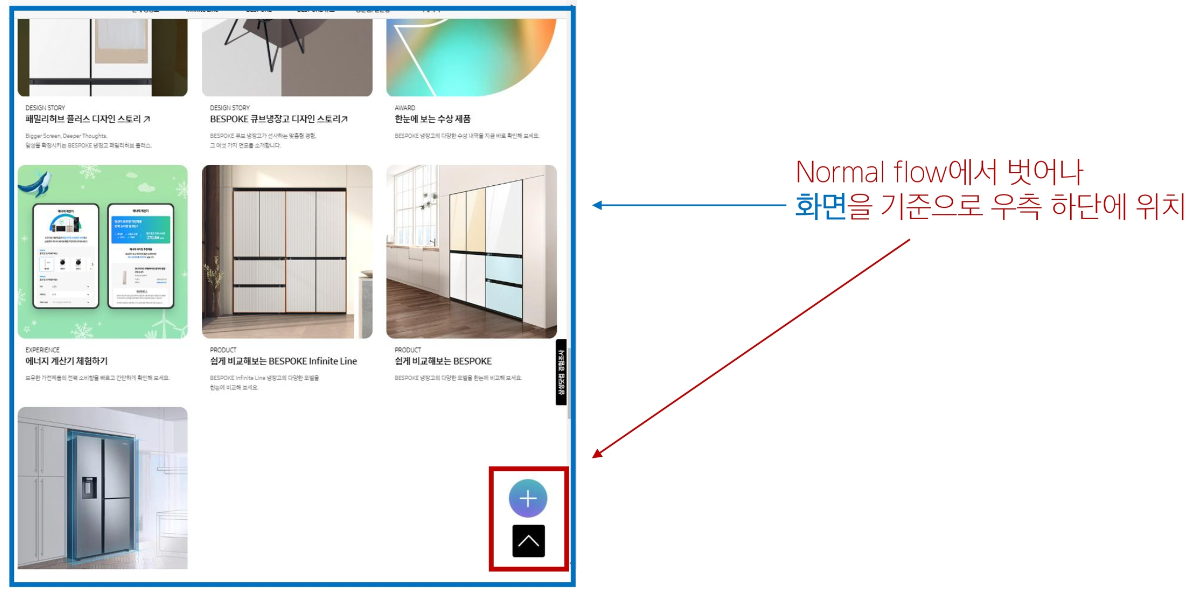 DESIGN STORY
패밀리허브 플러스 디자인 스토리 ↗
Bigger Screen, Deeper Thoughts.
일상을 확장시키는 BESPOKE 냉장고 패밀리허브 플러스.
DESIGN STORY
BESPOKE 큐브냉장고 디자인 스토리↗
BESPOKE 큐브 냉장고가 선사하는 맞춤형 경험,
그 여섯 가지 면모를 소개합니다.
AWARD
한눈에 보는 수상 제품
BESPOKE 냉장고의 다양한 수상 내역을 지금 바로 확인해 보세요.
EXPERIENCE
에너지 계산기 체험하기
보유한 가전제품의 전력 소비량을 빠르고 간단하게 확인해 보세요.
PRODUCT
쉽게 비교해보는 BESPOKE Infinite Line
BESPOKE Infinite Line 냉장고의 다양한 모델을
한눈에 비교해 보세요.
PRODUCT
쉽게 비교해보는 BESPOKE
BESPOKE 냉장고의 다양한 모델을 한눈에 비교해 보세요.
삼성닷컴 경험조사
Normal flow에서 벗어나
화면을 기준으로 우측 하단에 위치